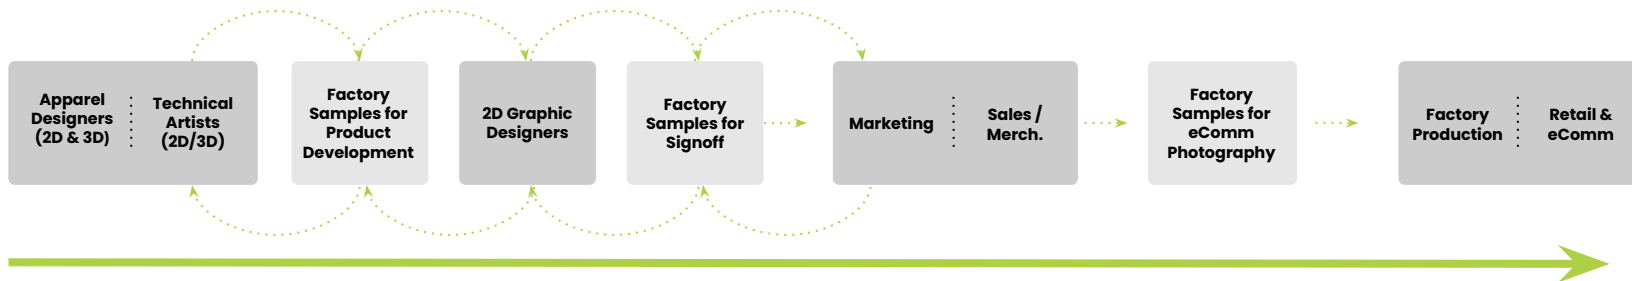 Apparel
Designers
(2D & 3D)
Technical
Artists
(2D/3D)
Factory
Samples for
Product
Development
2D Graphic
Designers
Factory
Samples for
Signoff
Marketing
Sales /
Merch.
Factory
Samples for
eComm
Photography
Factory
Production
Retail &
eComm